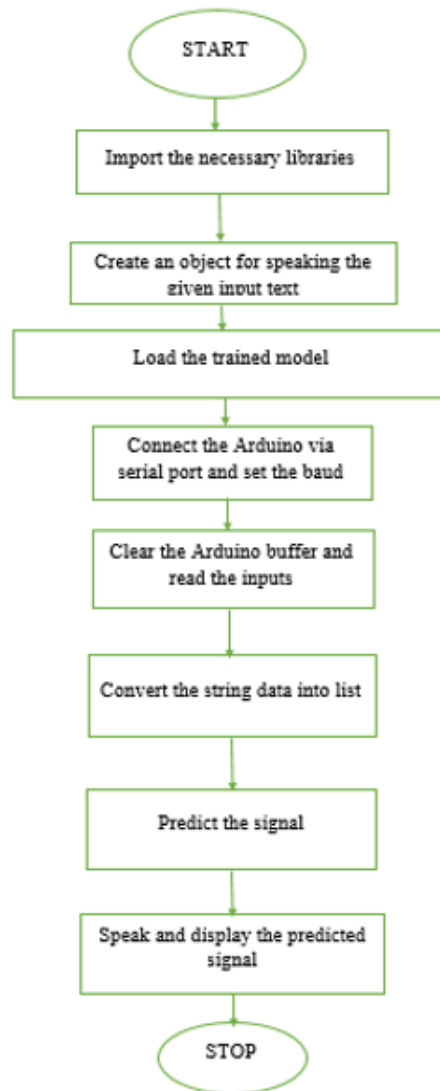 START
Import the necessary libraries
Create an object for speaking the
given input text
Load the trained model
Connect the Arduino via
serial port and set the baud
Clear the Arduino buffer and
read the inputs
Convert the string data into list
Predict the signal
Speak and display the predicted
signal
STOP